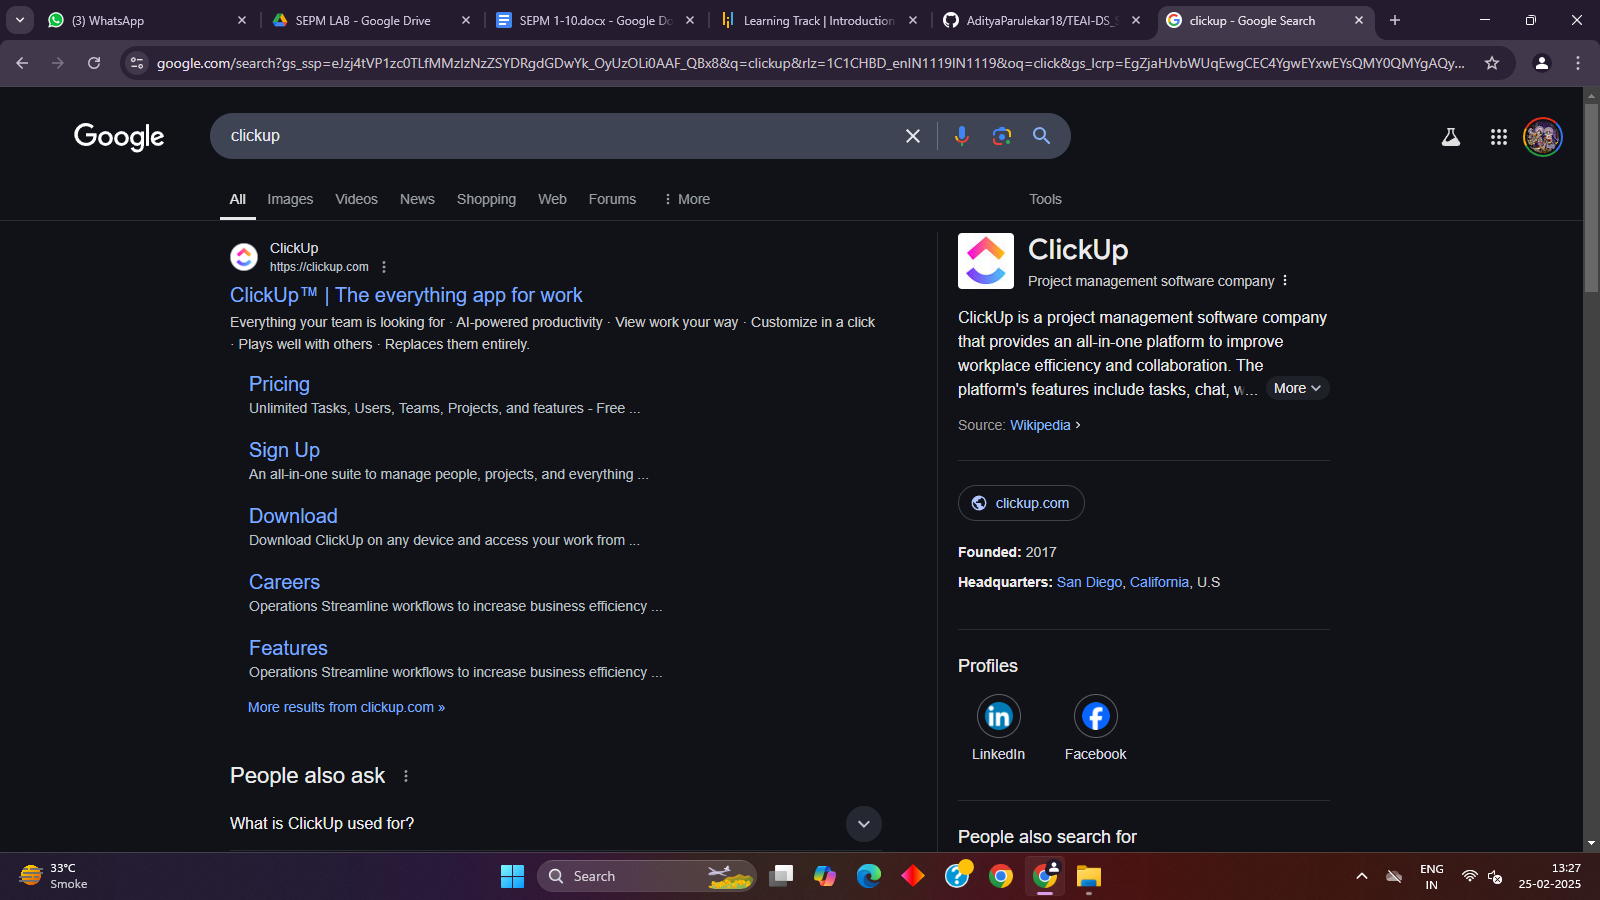 (3) WhatsApp
SEPM LAB - Google Drive
SEPM 1-10.docx - Google Do
Learning Track | Introduction
AdityaParulekar18/TEAI-DS_S
clickup - Google Search
google.com/search?gs_ssp=eJzj4tVP1zc0TLfMMzIzNzZSYDRgdGDwYk_OyUzOLi0AAF_QBx8&q=clickup&rlz=1C1CHBD_enIN1119IN1119&oq=click&gs_lcrp=EgZjaHJvbWUqEwgCEC4YgwEYxwEYsQMY0QMYgAQy...
Google
clickup
All
Images
Videos
News
Shopping
Web
Forums
More
Tools
ClickUp
https://clickup.com
ClickUp™ | The everything app for work
Everything your team is looking for · AI-powered productivity · View work your way · Customize in a click
· Plays well with others · Replaces them entirely.
Pricing
Unlimited Tasks, Users, Teams, Projects, and features - Free ...
Sign Up
An all-in-one suite to manage people, projects, and everything ...
Download
Download ClickUp on any device and access your work from ...
Careers
Operations Streamline workflows to increase business efficiency ...
Features
Operations Streamline workflows to increase business efficiency ...
More results from clickup.com »
People also ask
What is ClickUp used for?
ClickUp
Project management software company
ClickUp is a project management software company
that provides an all-in-one platform to improve
workplace efficiency and collaboration. The
platform's features include tasks, chat, w... More
Source: Wikipedia ›
clickup.com
Founded: 2017
Headquarters: San Diego, California, U.S
Profiles
LinkedIn
Facebook
People also search for
33°C
Smoke
Search
ENG
IN
13:27
25-02-2025